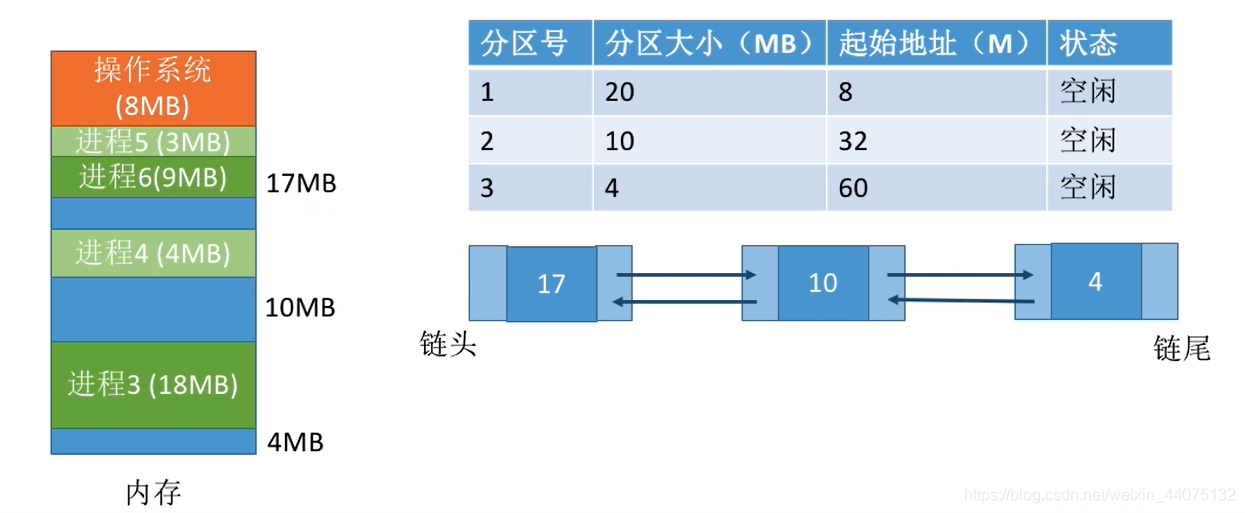 操作系统
(8MB)
进程5 (3MB)
进程6(9MB)
17MB
进程4 (4MB)
10MB
进程3 (18MB)
4MB
内存
分区号 分区大小（MB） 起始地址（M） 状态
1 20 8 空闲
2 10 32 空闲
3 4 60 空闲
17 10 4
链头 链尾
https://blog.csdn.net/weixin_44075132